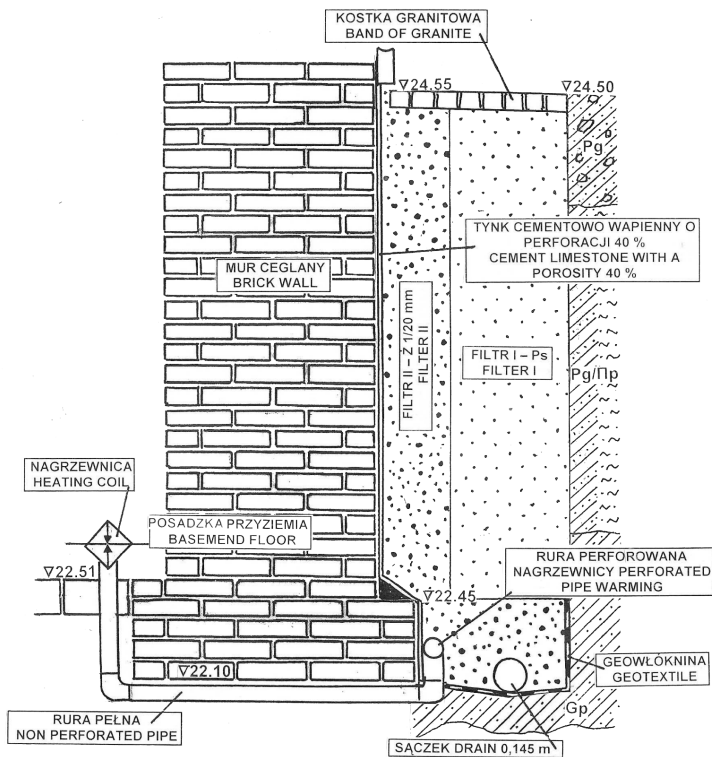 KOSTKA GRANITOWA
BAND OF GRANITE
▽24.55
▽24.50
Pg
TYNK CEMENTOWO WAPIENNY O
PERFORACJI 40 %
CEMENT LIMESTONE WITH A
POROSITY 40 %
MUR CEGLANY
BRICK WALL
FILTR II – Ż 1/20 mm
FILTER II
FILTR I – Ps
FILTER I
Pg/Πp
NAGRZEWNICA
HEATING COIL
POSADZKA PRZYZIEMIA
BASEMEND FLOOR
▽22.51
▽22.45
RURA PERFOROWANA
NAGRZEWNICY PERFORATED
PIPE WARMING
▽22.10
GEOWŁÓKNINA
GEOTEXTILE
Gp
RURA PEŁNA
NON PERFORATED PIPE
SĄCZEK DRAIN 0,145 m